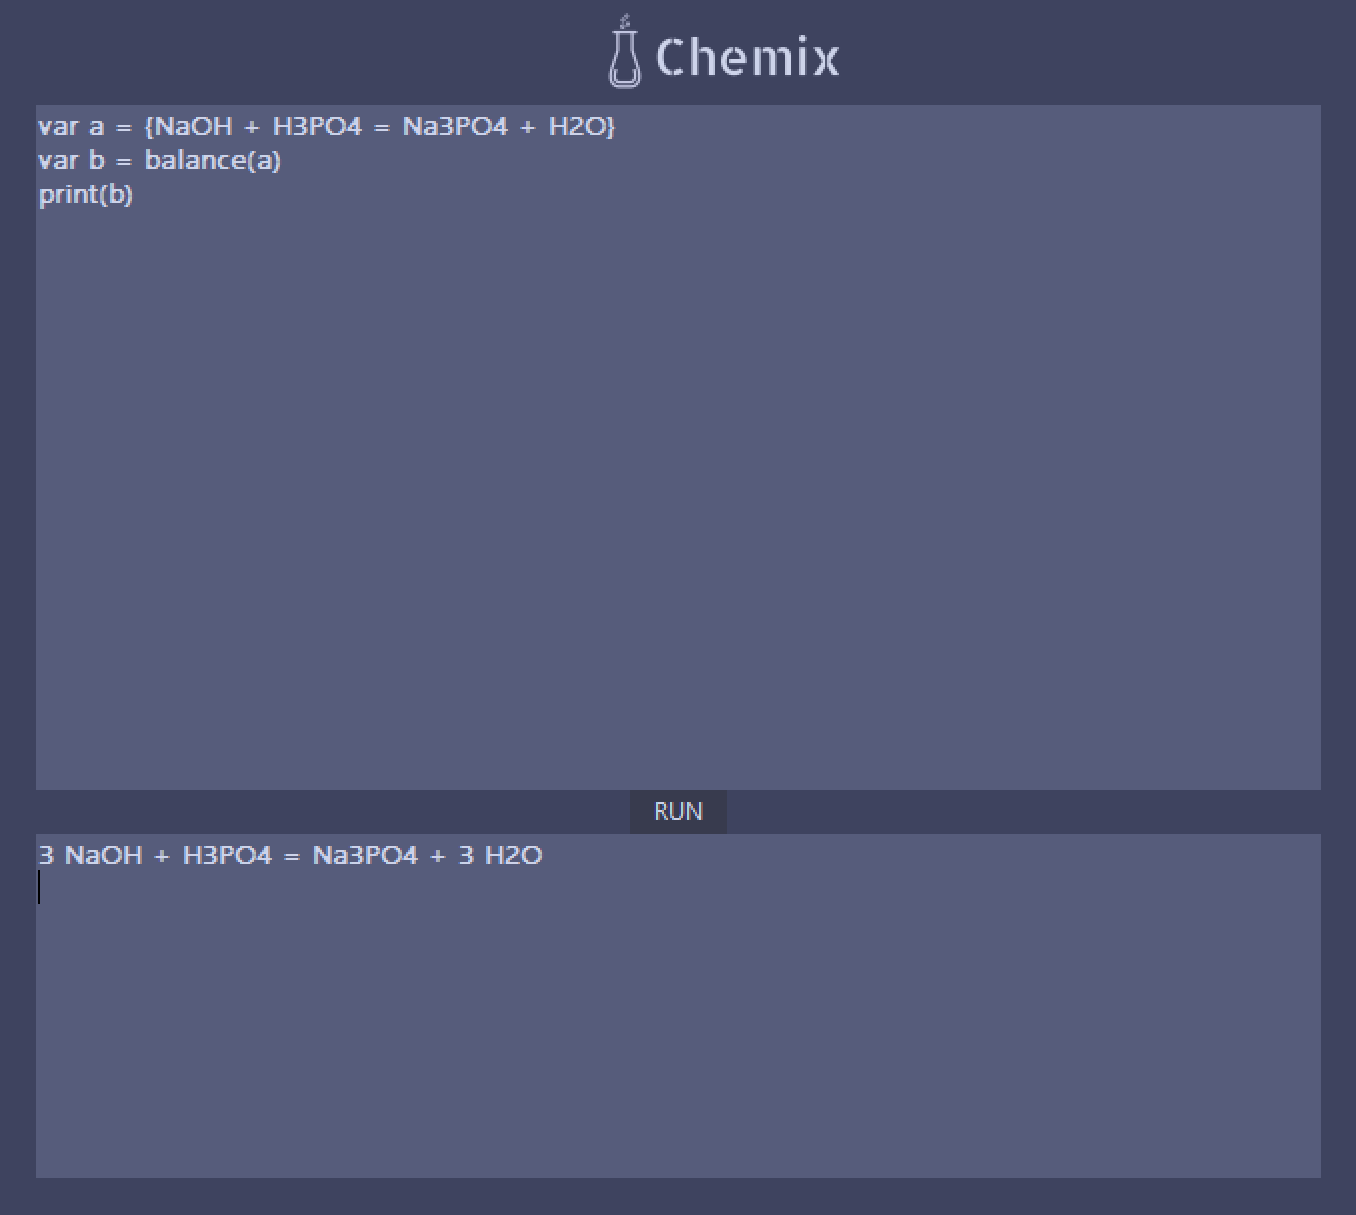 Chemix
var a = {NaOH + H3PO4 = Na3PO4 + H2O}
var b = balance(a)
print(b)
RUN
3 NaOH + H3PO4 = Na3PO4 + 3 H2O